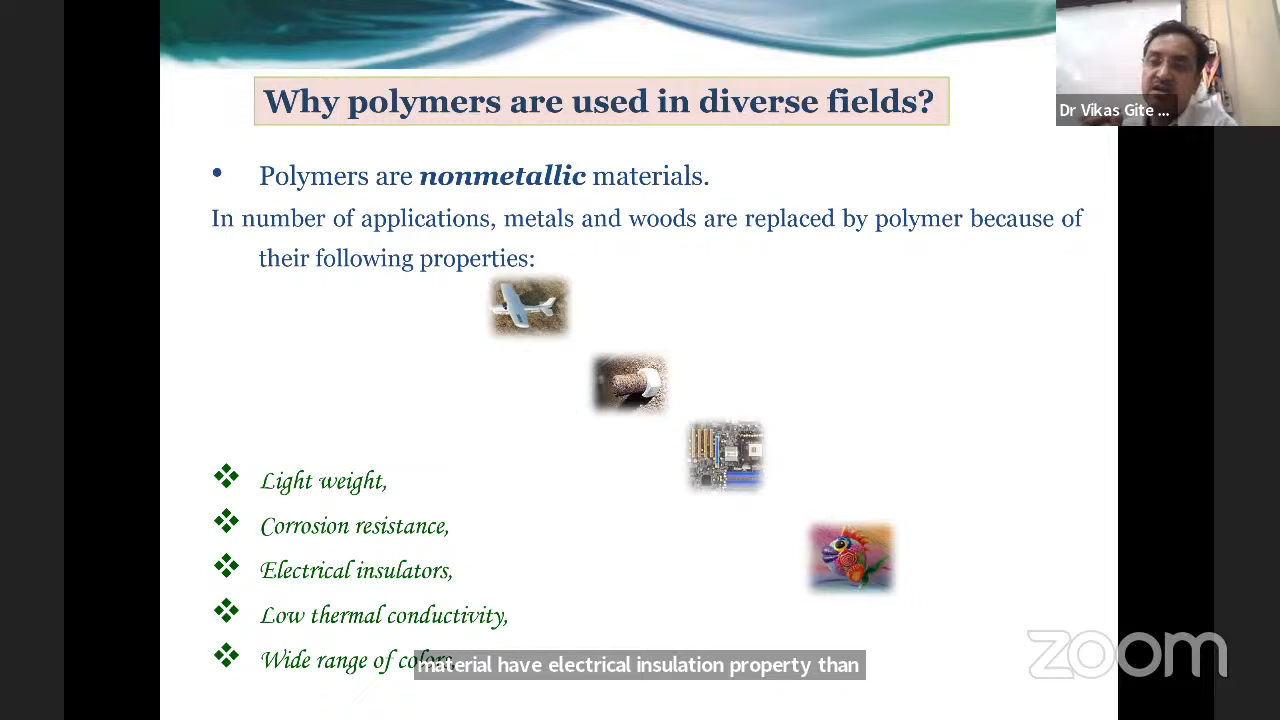 Why polymers are used in diverse fields?
Dr Vikas Gite ...
• Polymers are nonmetallic materials.
In number of applications, metals and woods are replaced by polymer because of
their following properties:
❖ Light weight,
❖ Corrosion resistance,
❖ Electrical insulators,
❖ Low thermal conductivity,
❖ Wide range of colors
material have electrical insulation property than
zoom